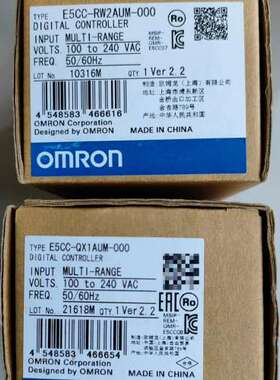 TYPE E5CC-RW2AUM-000
DIGITAL CONTROLLER
INPUT MULTI-RANGE
VOLTS. 100 to 240 VAC
FREQ. 50/60Hz
LOT No 10316M QTY 1 Ver 2.2
4 548583 466616
OMRON Corporation
Designed by OMRON
MADE IN CHINA
OMRON
TYPE E5CC-QX1AUM-000
DIGITAL CONTROLLER
INPUT MULTI-RANGE
VOLTS. 100 to 240 VAC
FREQ. 50/60Hz
LOT No 21618M QTY 1 Ver 2.2
EAC
4 548583 466654
OMRON Corporation
Designed by OMRON
MADE IN CHINA